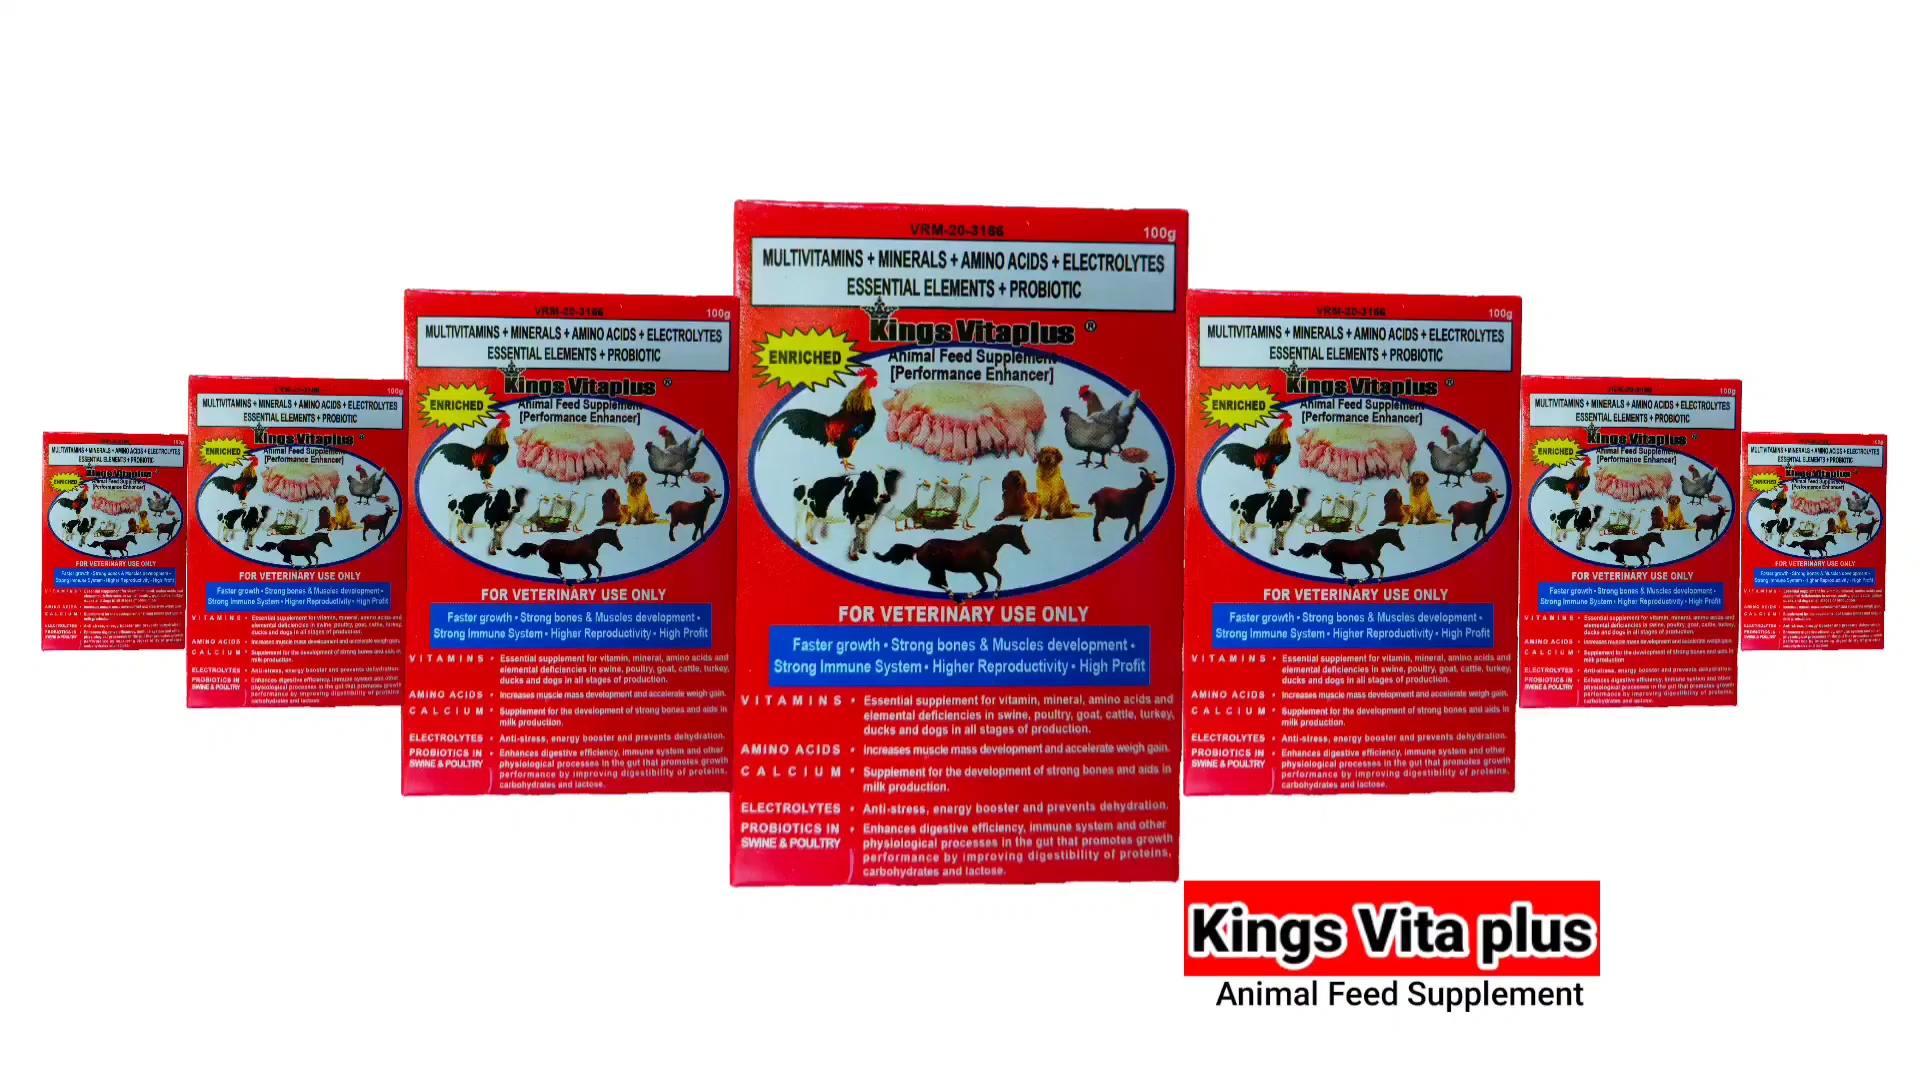 VRM-20-3166
100g
MULTIVITAMINS + MINERALS + AMINO ACIDS + ELECTROLYTES
ESSENTIAL ELEMENTS + PROBIOTIC
Kings Vitaplus ®
ENRICHED
Animal Feed Supplement
[Performance Enhancer]
FOR VETERINARY USE ONLY
Faster growth • Strong bones & Muscles development •
Strong Immune System • Higher Reproductivity • High Profit
VITAMINS • Essential supplement for vitamin, mineral, amino acids and
elemental deficiencies in swine, poultry, goat, cattle, turkey,
ducks and dogs in all stages of production.
AMINO ACIDS • Increases muscle mass development and accelerate weigh gain.
CALCIUM • Supplement for the development of strong bones and aids in
milk production.
ELECTROLYTES • Anti-stress, energy booster and prevents dehydration.
PROBIOTICS IN • Enhances digestive efficiency, immune system and other
SWINE & POULTRY physiological processes in the gut that promotes growth
performance by improving digestibility of proteins,
carbohydrates and lactose.
Kings Vita plus
Animal Feed Supplement